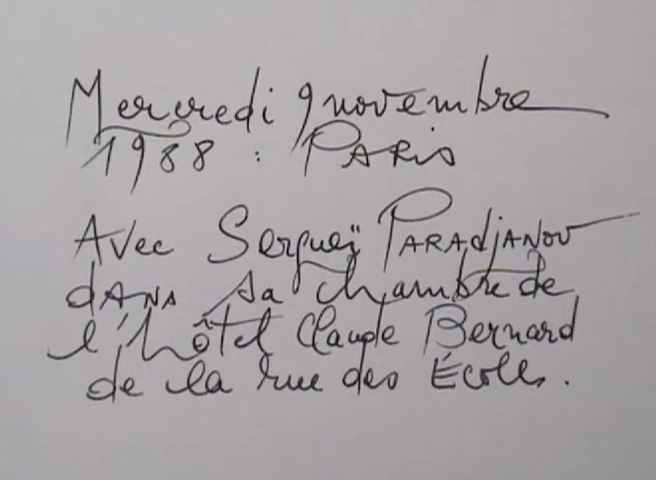 Mercredi 9 novembre
1988 : PARIS
Avec Sergueï PARADJANOV
dANs sa chambre de
l'hôtel Claude Bernard
de la rue des Écoles.